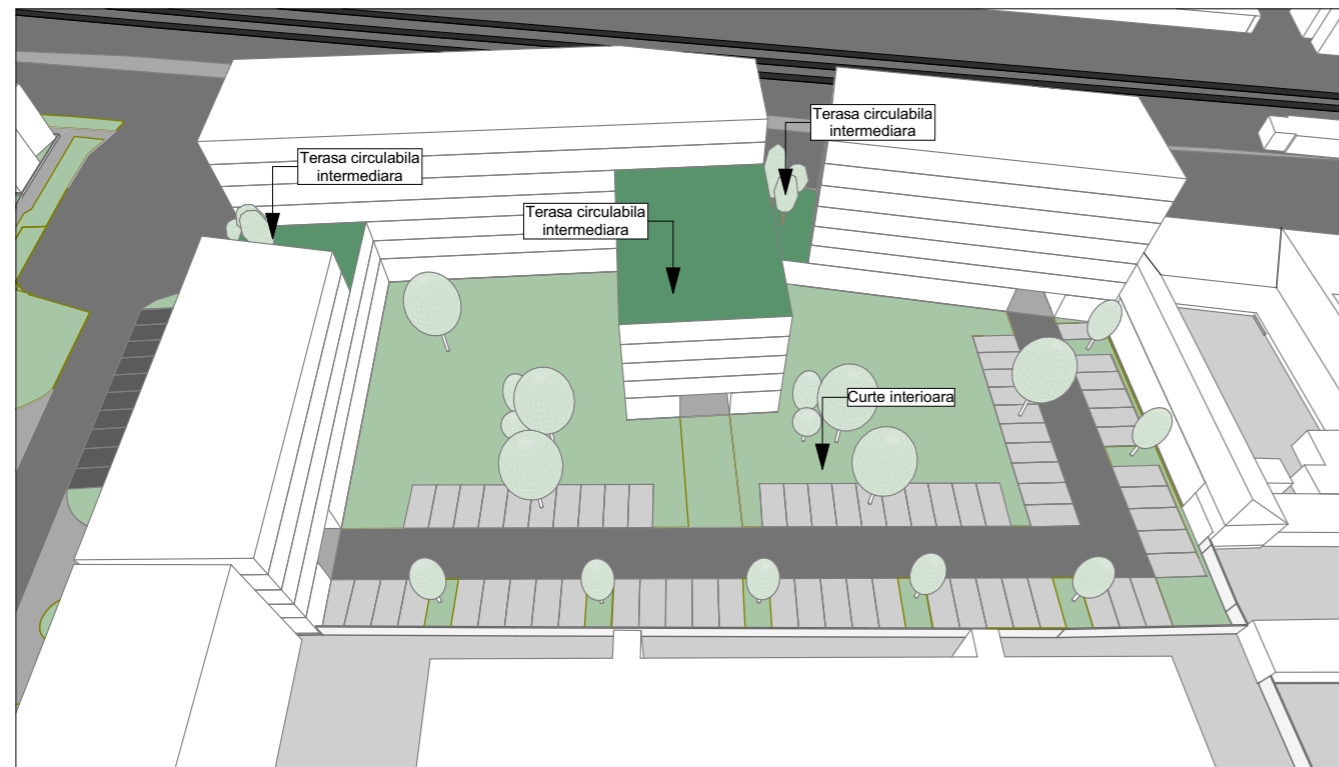 Terasa circulabila
intermediara
Terasa circulabila
intermediara
Terasa circulabila
intermediara
Curte interioara